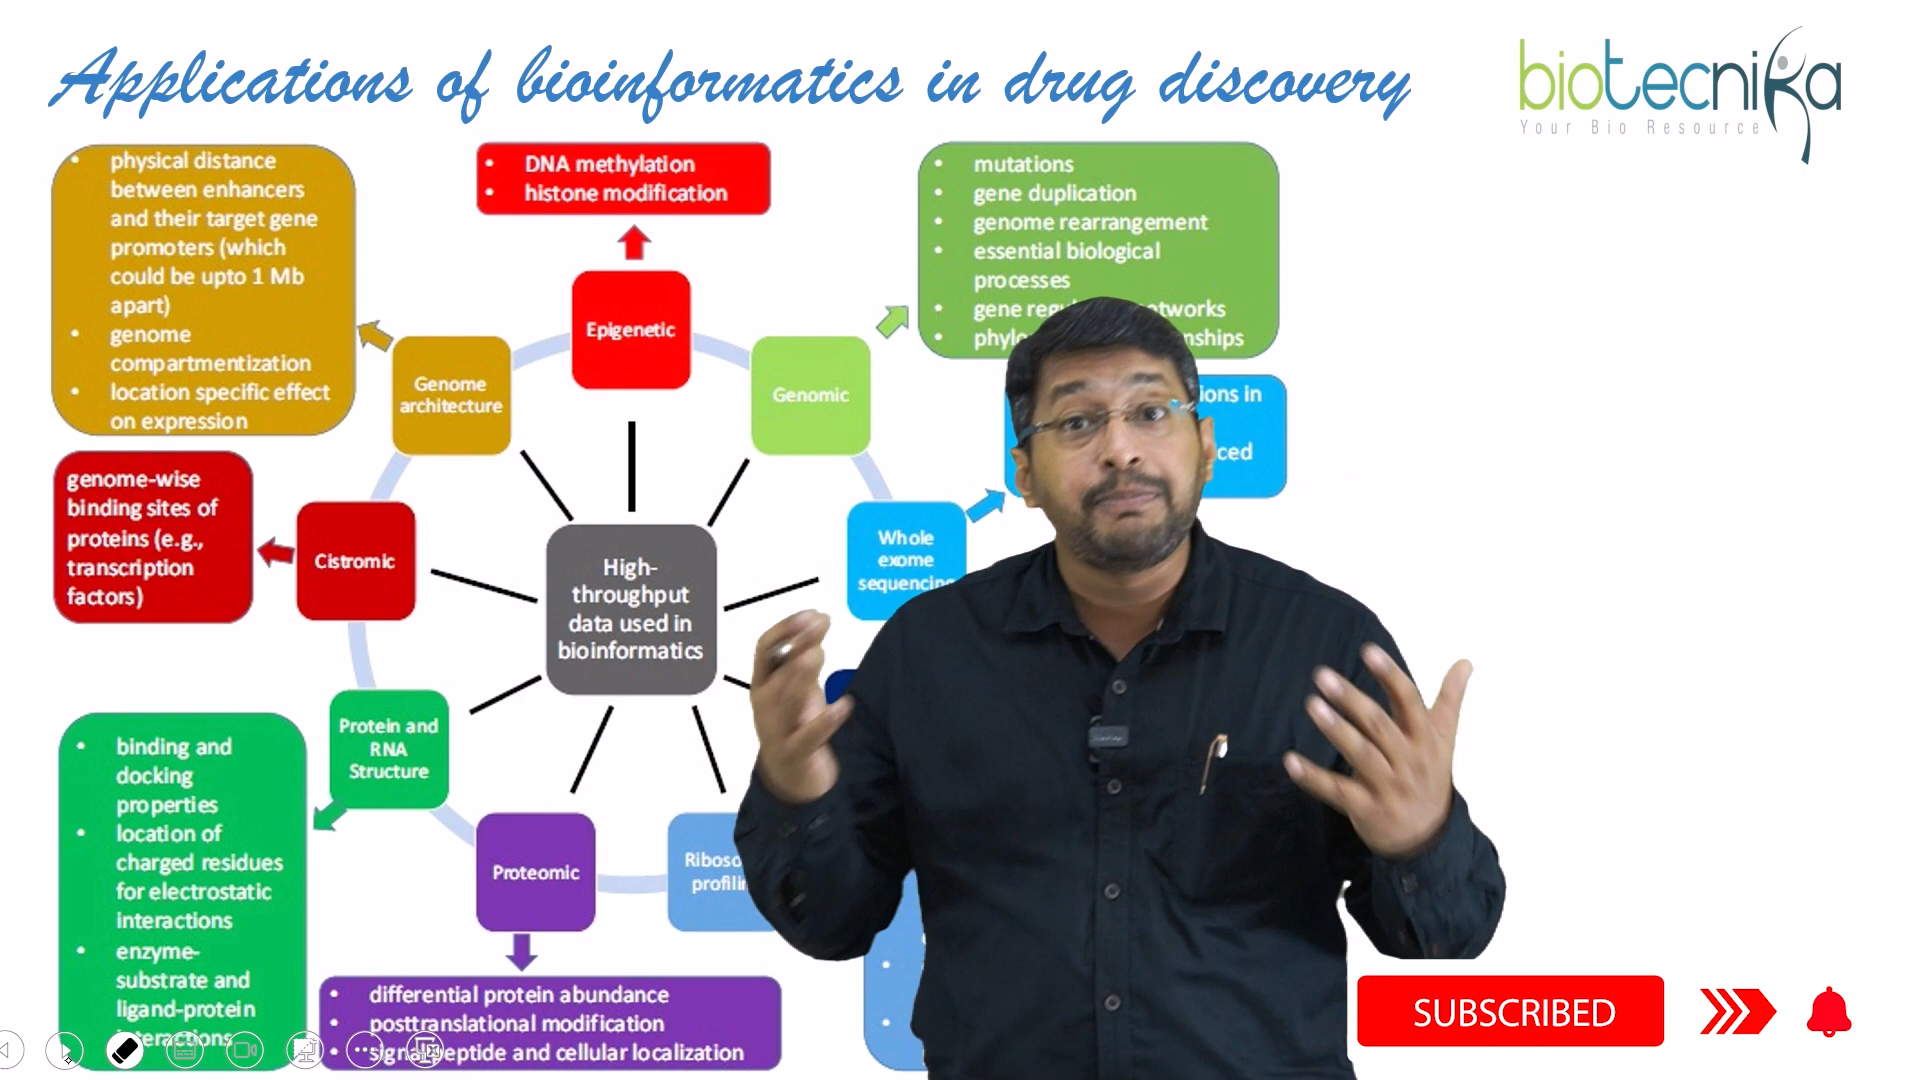 Applications of bioinformatics in drug discovery
biotecnika
Your Bio Resource
• physical distance
between enhancers
and their target gene
promoters (which
could be upto 1 Mb
apart)
• genome
compartmentization
• location specific effect
on expression
• DNA methylation
• histone modification
• mutations
• gene duplication
• genome rearrangement
• essential biological
processes
• gene
• 
Epigenetic
Genome
architecture
Genomic
in
genome-wise
binding sites of
proteins (e.g.,
transcription
factors)
Cistromic
High-
throughput
data used in
bioinformatics
Whole
exome
sequencing
Protein and
RNA
Structure
• binding and
docking
properties
• location of
charged residues
for electrostatic
interactions
• enzyme-
substrate and
ligand-protein
interactions
Proteomic
• differential protein abundance
• posttranslational modification
• signal peptide and cellular localization
SUBSCRIBED